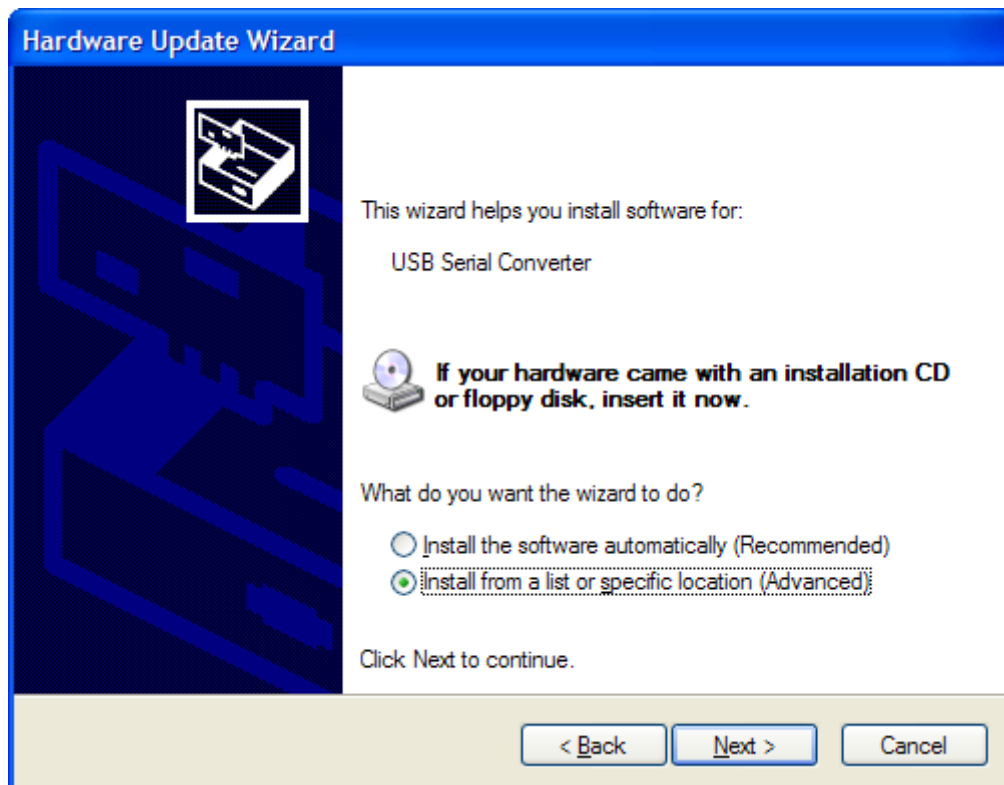 Hardware Update Wizard
This wizard helps you install software for:
USB Serial Converter
If your hardware came with an installation CD
or floppy disk, insert it now.
What do you want the wizard to do?
Install the software automatically (Recommended)
Install from a list or specific location (Advanced)
Click Next to continue.
< Back
Next >
Cancel